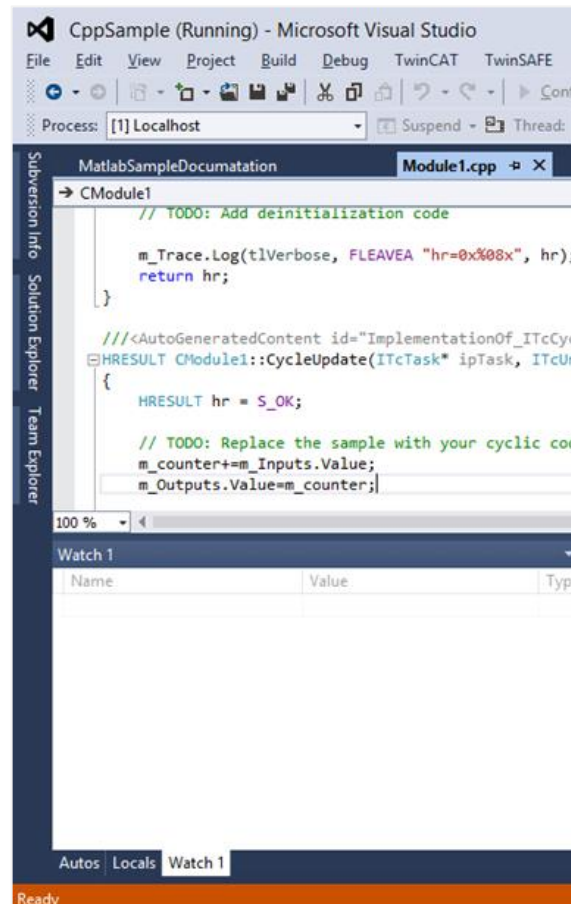 CppSample (Running) - Microsoft Visual Studio
File Edit View Project Build Debug TwinCAT TwinSAFE
Process: [1] Localhost Suspend Thread:
Subversion Info
Solution Explorer
Team Explorer
MatlabSampleDocumatation Module1.cpp
CModule1
// TODO: Add deinitialization code
m_Trace.Log(tlVerbose, FLEAVEA "hr=0x%08x", hr);
return hr;
}
///<AutoGeneratedContent id="ImplementationOf_ITcCy
HRESULT CModule1::CycleUpdate(ITcTask* ipTask, ITcU
{
HRESULT hr = S_OK;
// TODO: Replace the sample with your cyclic co
m_counter+=m_Inputs.Value;
m_Outputs.Value=m_counter;
100 %
Watch 1
Name Value Typ
Autos Locals Watch 1
Ready